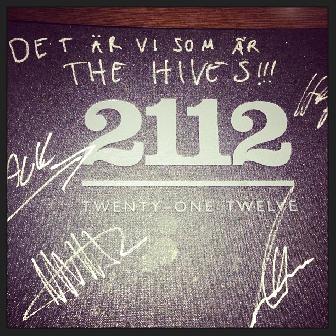 DET ÄR VI SOM ÄR
THE HIVES!!!
2112
TWENTY ONE TWELVE